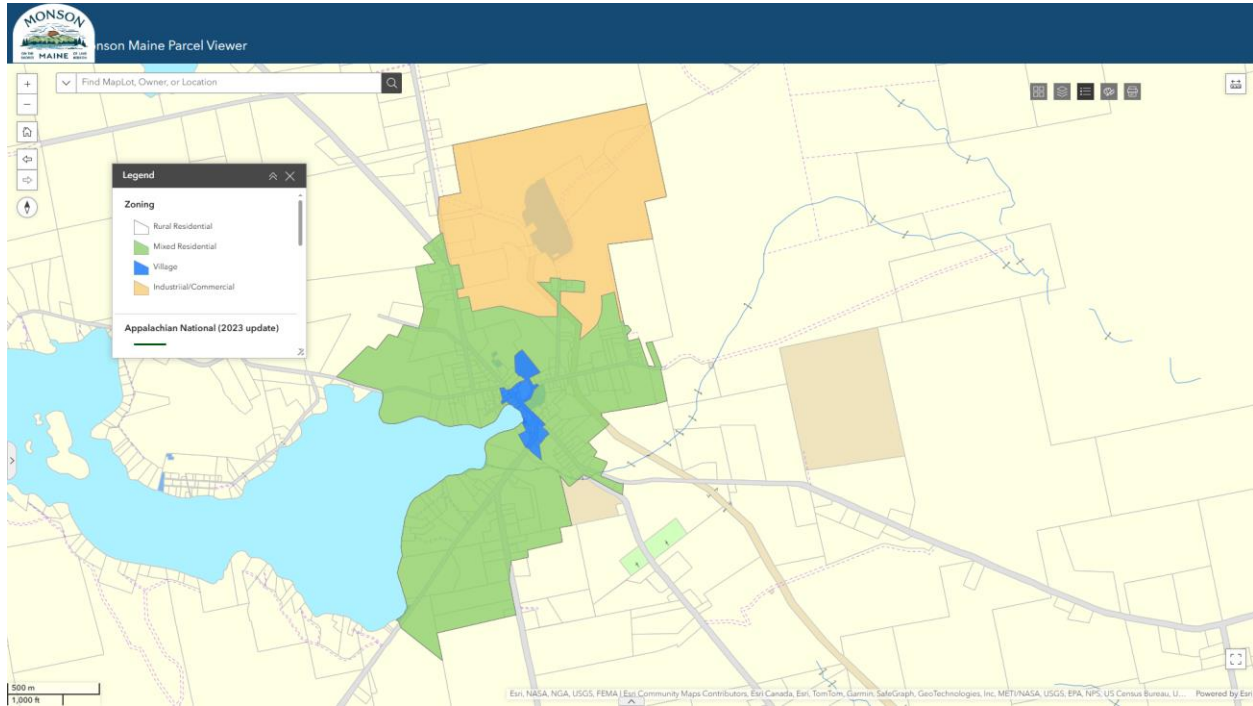 MONSON
MAINE
nson Maine Parcel Viewer
Find MapLot, Owner, or Location
Legend
Zoning
Rural Residential
Mixed Residential
Village
Industriial/Commercial
Appalachian National (2023 update)
500 m
1,000 ft
Esri, NASA, NGA, USGS, FEMA | Esri Community Maps Contributors, Esri Canada, Esri, TomTom, Garmin, SafeGraph, GeoTechnologies, Inc, METI/NASA, USGS, EPA, NPS, US Census Bureau, U... Powered by Esri